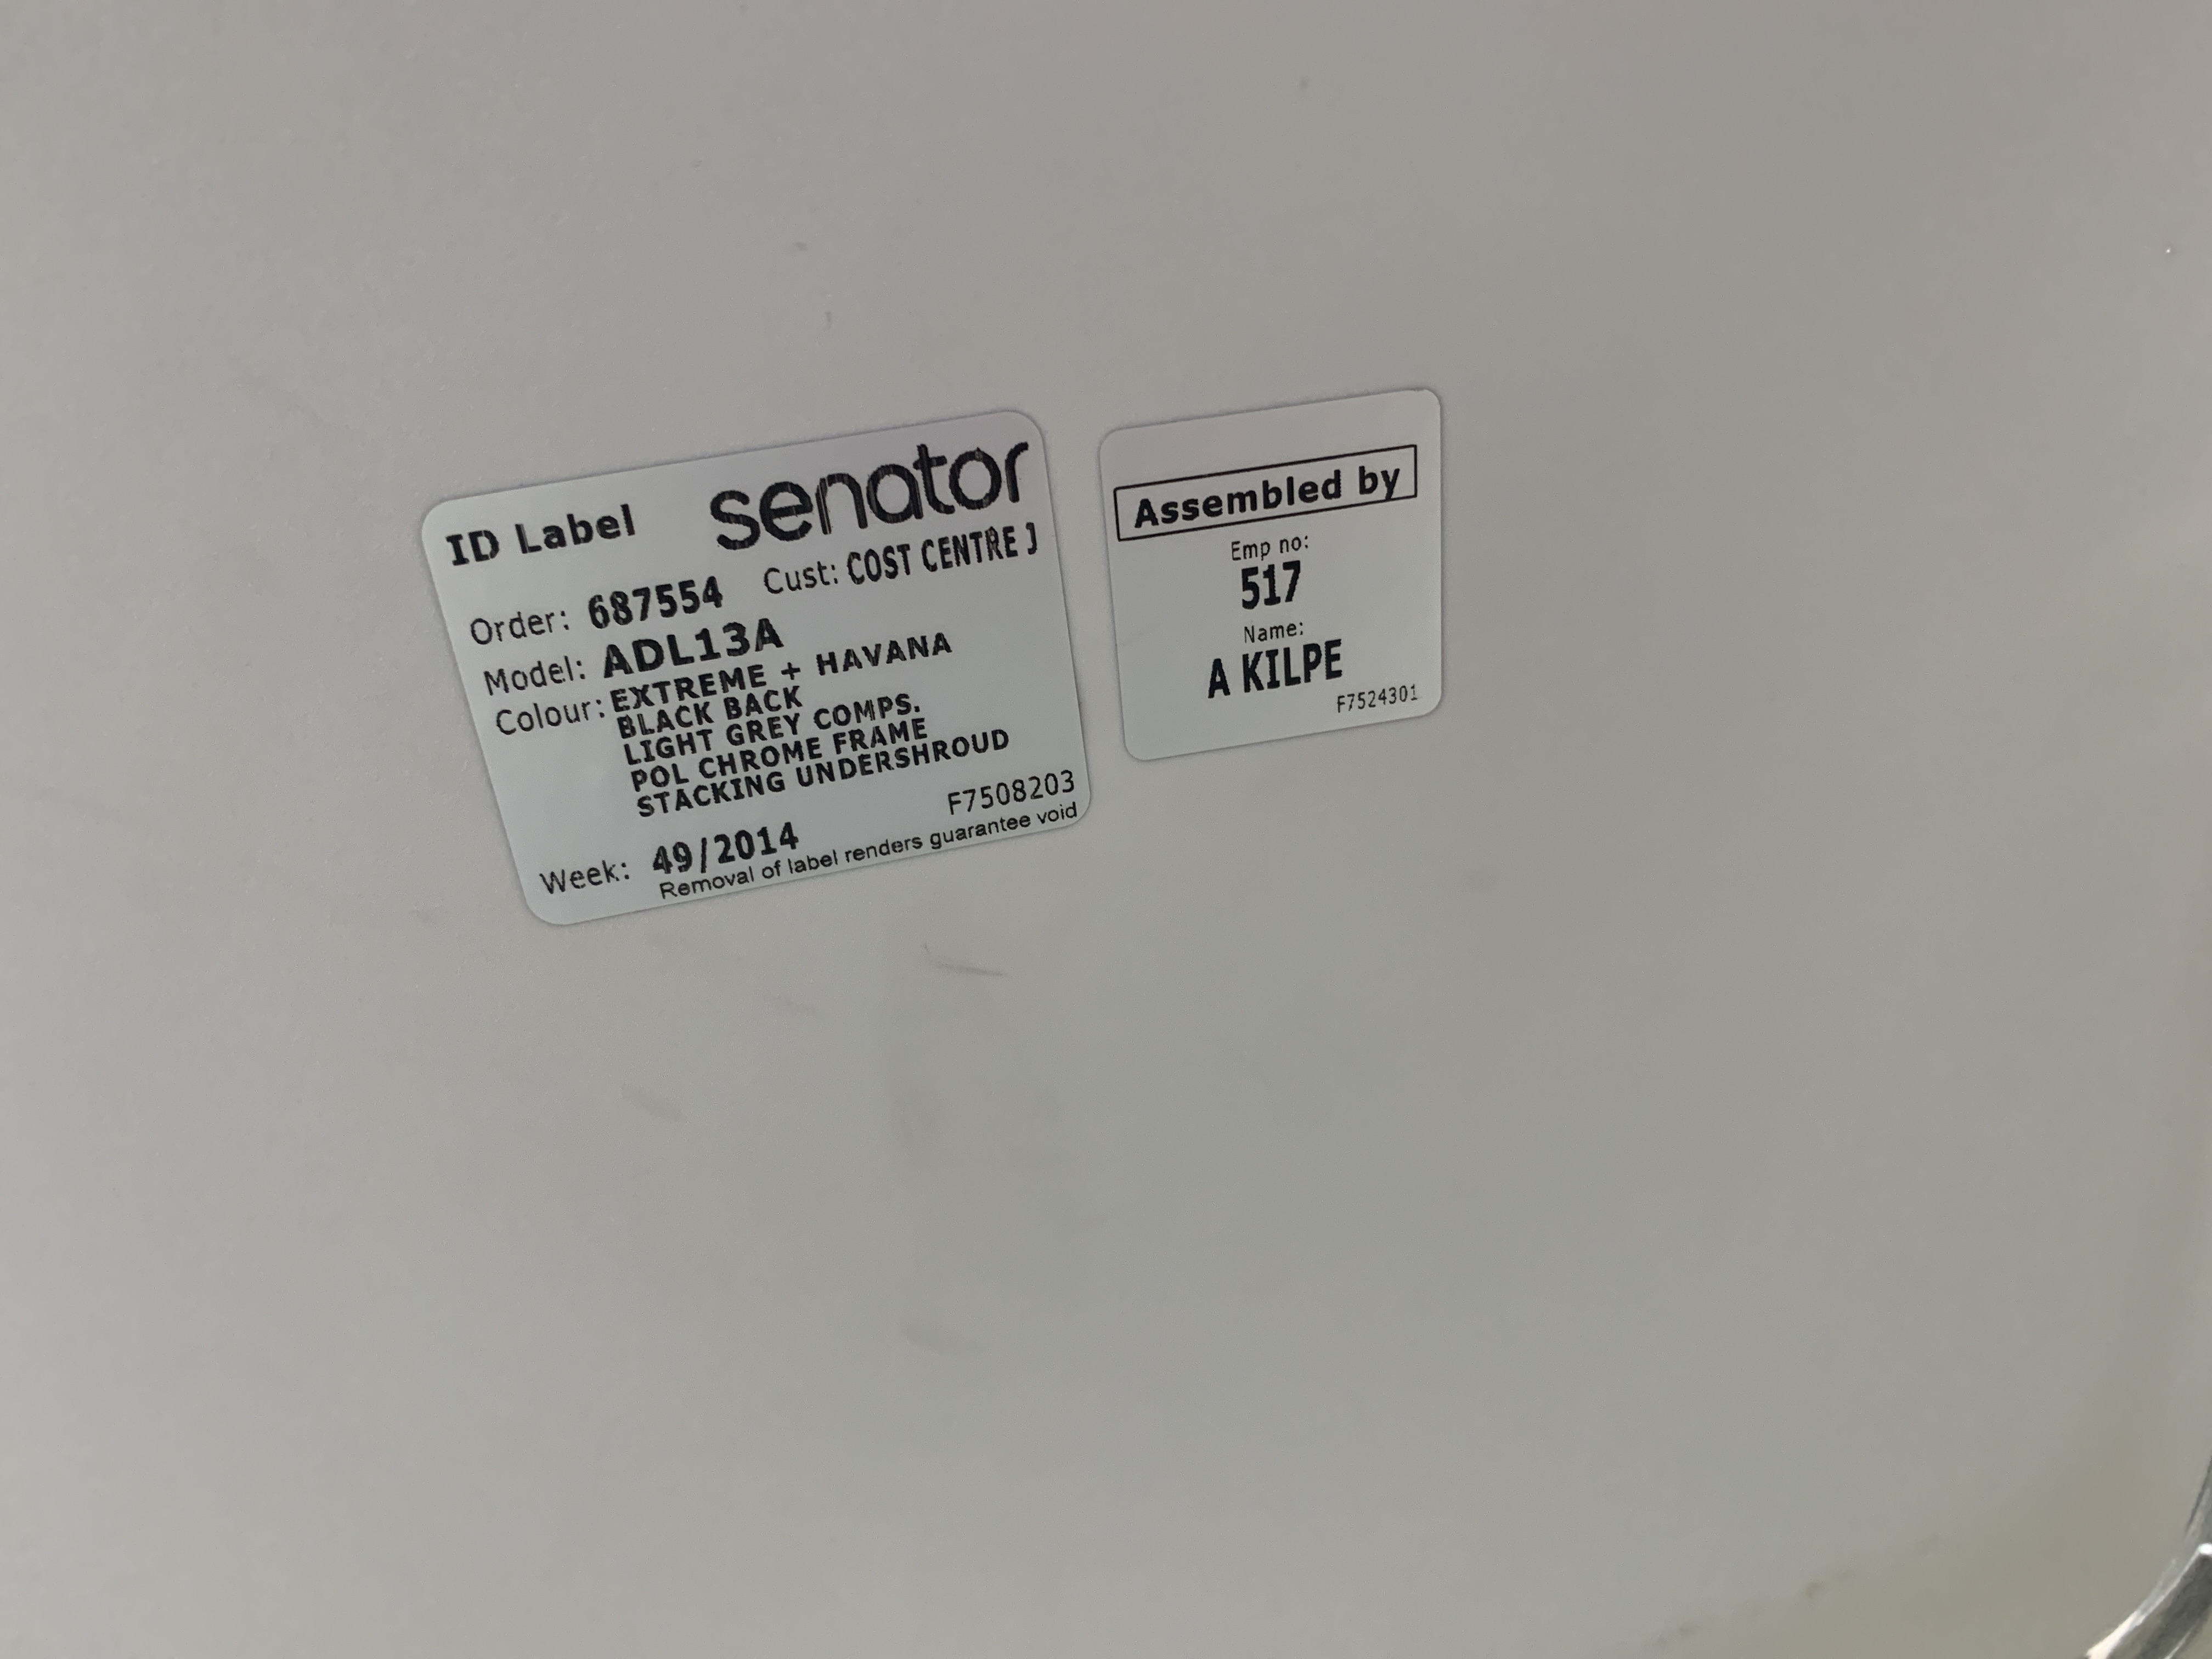 ID Label senator
Order: 687554 Cust: COST CENTRE J
Model: ADL13A
Colour: EXTREME + HAVANA
BLACK BACK
LIGHT GREY COMPS.
POL CHROME FRAME
STACKING UNDERSHROUD
F7508203
Week: 49/2014
Removal of label renders guarantee void
Assembled by
Emp no:
517
Name:
A KILPE
F7524301